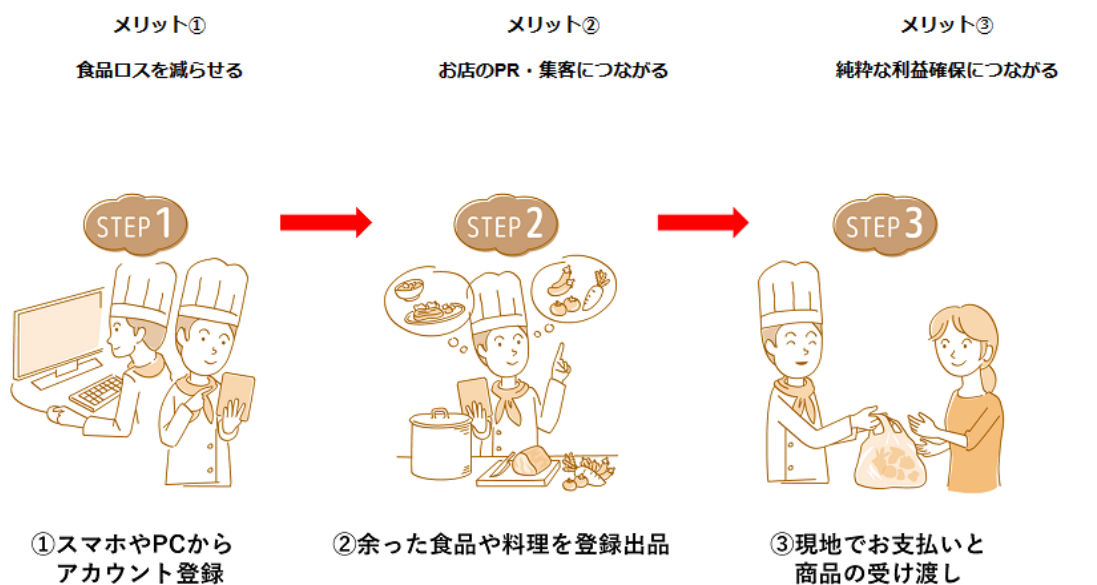 メリット①
食品ロスを減らせる
メリット②
お店のPR・集客につながる
メリット③
純粋な利益確保につながる
STEP 1
STEP 2
STEP 3
①スマホやPCから
アカウント登録
②余った食品や料理を登録出品
③現地でお支払いと
商品の受け渡し